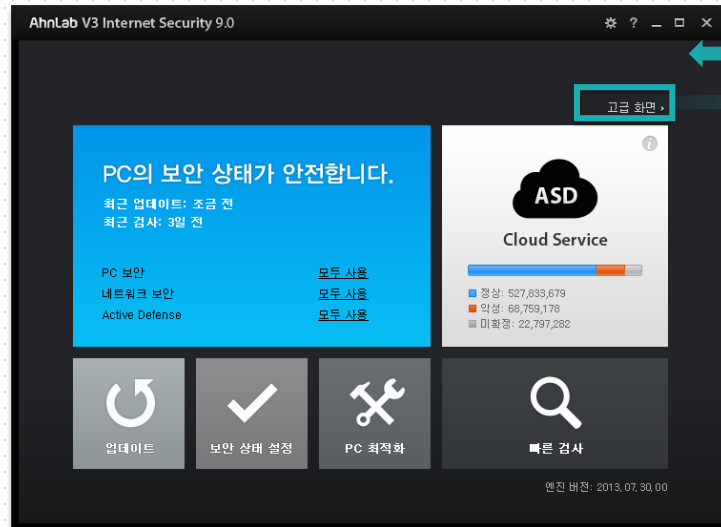 AhnLab V3 Internet Security 9.0
고급 화면
PC의 보안 상태가 안전합니다.
최근 업데이트: 조금 전
최근 검사: 3일 전
PC 보안 모두 사용
네트워크 보안 모두 사용
Active Defense 모두 사용
ASD
Cloud Service
정상: 527,833,679
악성: 68,759,178
미확정: 22,797,282
업데이트
보안 상태 설정
PC 최적화
빠른 검사
엔진 버전: 2013.07.30.00